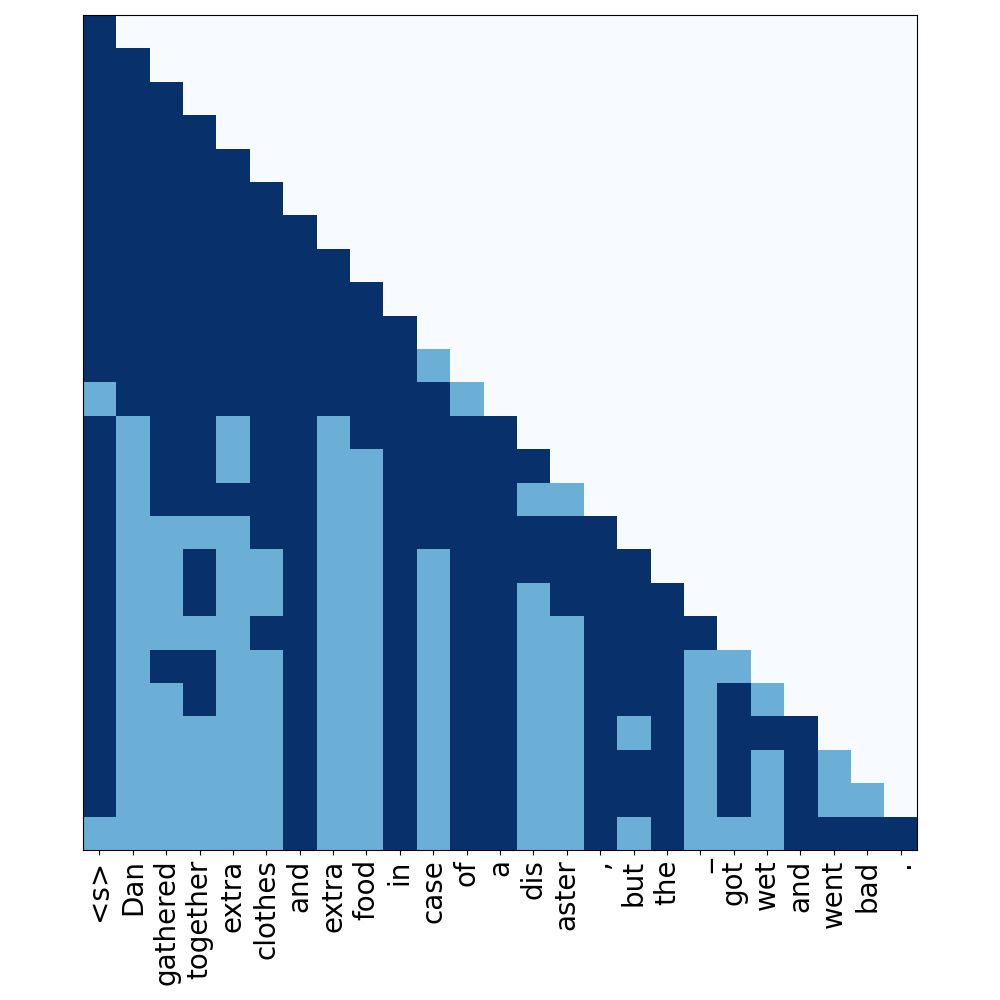 <s> Dan gathered together extra clothes and extra food in case of a dis aster , but the _ got wet and went bad .